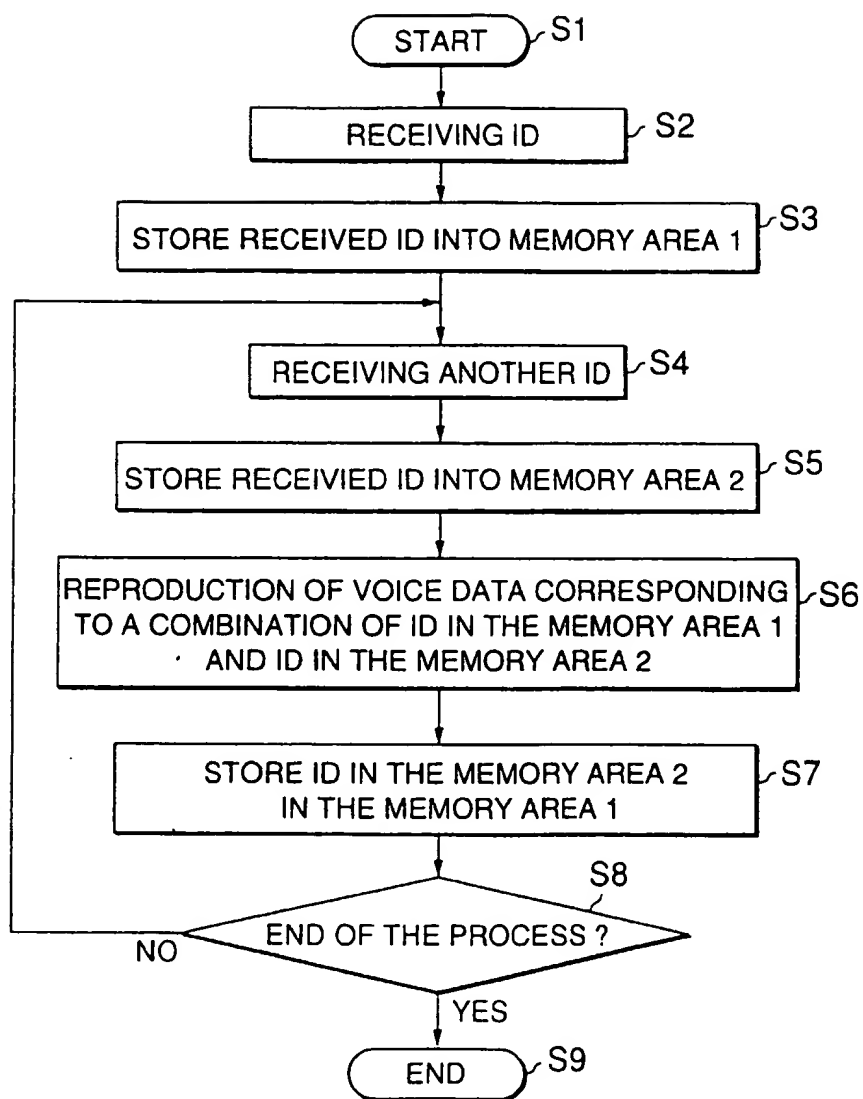 START
S1
RECEIVING ID
S2
STORE RECEIVED ID INTO MEMORY AREA 1
S3
RECEIVING ANOTHER ID
S4
STORE RECEIVIED ID INTO MEMORY AREA 2
S5
REPRODUCTION OF VOICE DATA CORRESPONDING
TO A COMBINATION OF ID IN THE MEMORY AREA 1
AND ID IN THE MEMORY AREA 2
S6
STORE ID IN THE MEMORY AREA 2
IN THE MEMORY AREA 1
S7
S8
END OF THE PROCESS ?
NO
YES
END
S9